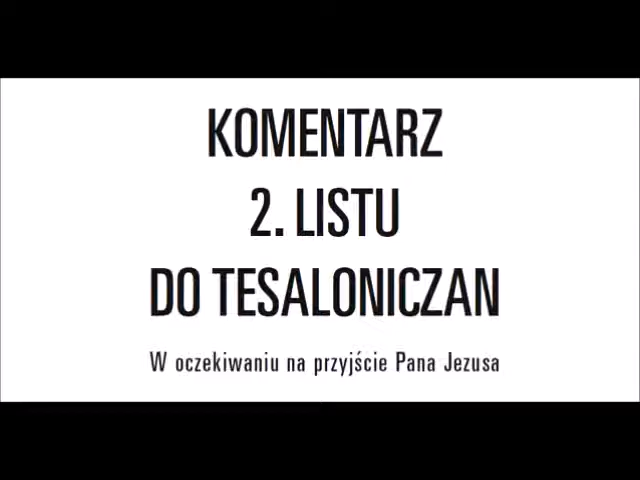 KOMENTARZ
2. LISTU
DO TESALONICZAN
W oczekiwaniu na przyjście Pana Jezusa